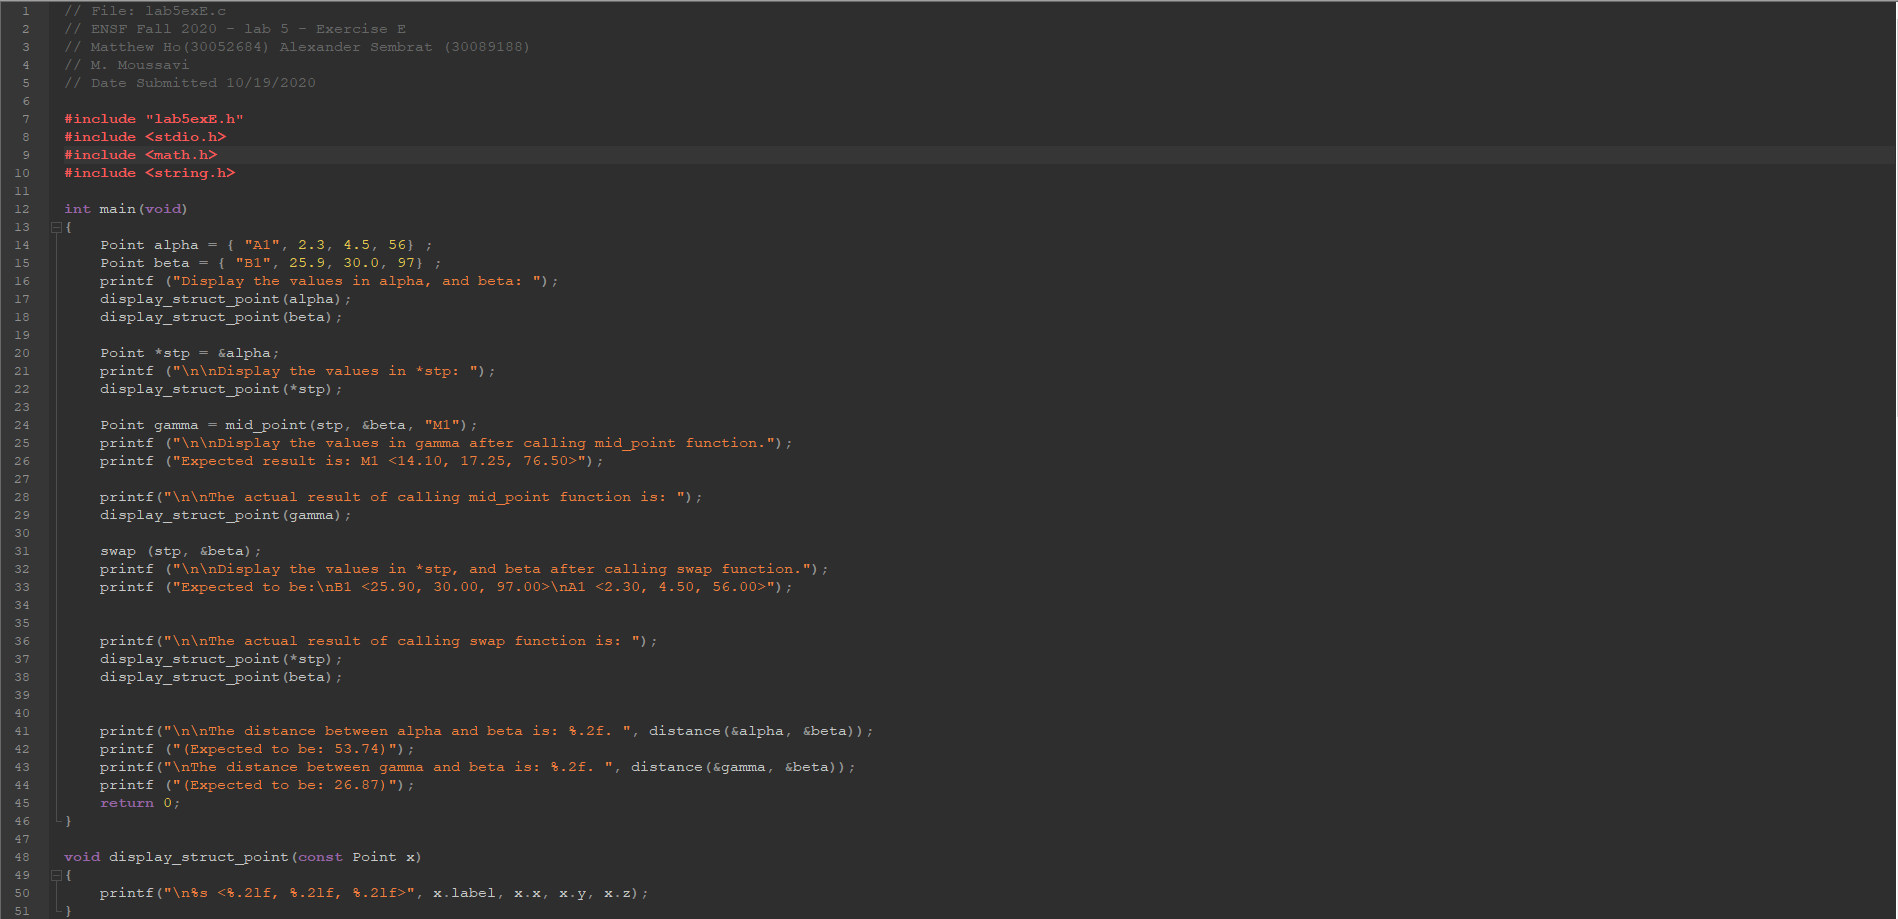 1 // File: lab5exE.c
2 // ENSF Fall 2020 - lab 5 - Exercise E
3 // Matthew Ho(30052684) Alexander Sembrat (30089188)
4 // M. Moussavi
5 // Date Submitted 10/19/2020
6
7 #include "lab5exE.h"
8 #include <stdio.h>
9 #include <math.h>
10 #include <string.h>
11
12 int main(void)
13 {
14     Point alpha = { "A1", 2.3, 4.5, 56} ;
15     Point beta = { "B1", 25.9, 30.0, 97} ;
16     printf ("Display the values in alpha, and beta: ");
17     display_struct_point(alpha);
18     display_struct_point(beta);
19
20     Point *stp = &alpha;
21     printf ("\n\nDisplay the values in *stp: ");
22     display_struct_point(*stp);
23
24     Point gamma = mid_point(stp, &beta, "M1");
25     printf ("\n\nDisplay the values in gamma after calling mid_point function.");
26     printf ("Expected result is: M1 <14.10, 17.25, 76.50>");
27
28     printf("\n\nThe actual result of calling mid_point function is: ");
29     display_struct_point(gamma);
30
31     swap (stp, &beta);
32     printf ("\n\nDisplay the values in *stp, and beta after calling swap function.");
33     printf ("Expected to be:\nB1 <25.90, 30.00, 97.00>\nA1 <2.30, 4.50, 56.00>");
34
35
36     printf("\n\nThe actual result of calling swap function is: ");
37     display_struct_point(*stp);
38     display_struct_point(beta);
39
40
41     printf("\n\nThe distance between alpha and beta is: %.2f. ", distance(&alpha, &beta));
42     printf ("(Expected to be: 53.74)");
43     printf("\nThe distance between gamma and beta is: %.2f. ", distance(&gamma, &beta));
44     printf ("(Expected to be: 26.87)");
45     return 0;
46 }
47
48 void display_struct_point(const Point x)
49 {
50     printf("\n%s <%.2lf, %.2lf, %.2lf>", x.label, x.x, x.y, x.z);
51 }